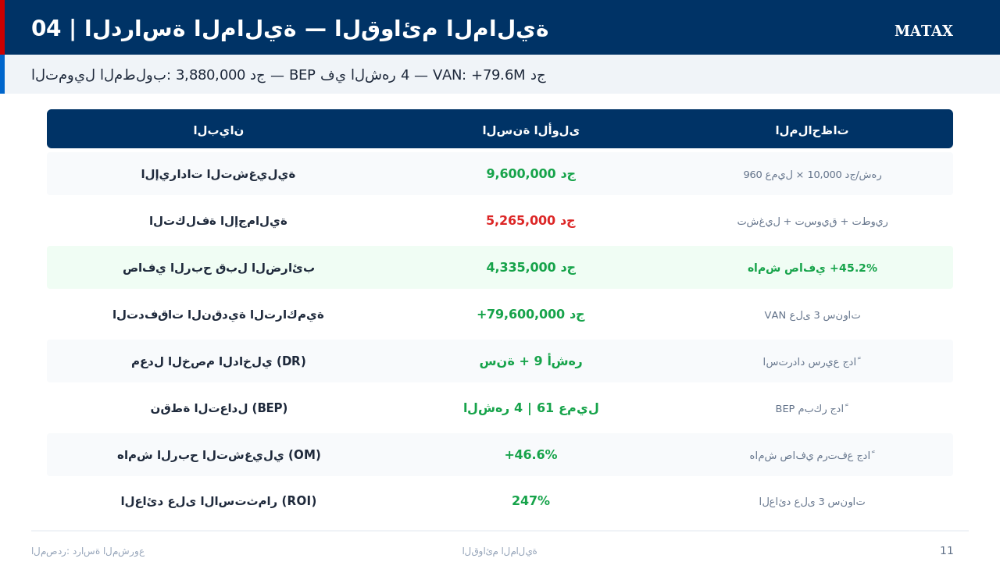 04 | الدراسة المالية — القوائم المالية
MATAX
التمويل المطلوب: 3,880,000 دج — BEP في الشهر 4 — VAN: +79.6M دج
البيان
السنة الأولى
الملاحظات
الإيرادات التشغيلية
9,600,000 دج
960 عميل × 10,000 دج/شهر
التكلفة الإجمالية
5,265,000 دج
تشغيل + تسويق + تطوير
صافي الربح قبل الضرائب
4,335,000 دج
هامش صافي +45.2%
التدفقات النقدية التراكمية
+79,600,000 دج
VAN على 3 سنوات
معدل الخصم الداخلي (DR)
سنة + 9 أشهر
استرداد سريع جداً
نقطة التعادل (BEP)
الشهر 4 | 61 عميل
BEP مبكر جداً
هامش الربح التشغيلي (OM)
+46.6%
هامش صافي مرتفع جداً
العائد على الاستثمار (ROI)
247%
العائد على 3 سنوات
المصدر: دراسة المشروع
القوائم المالية
11